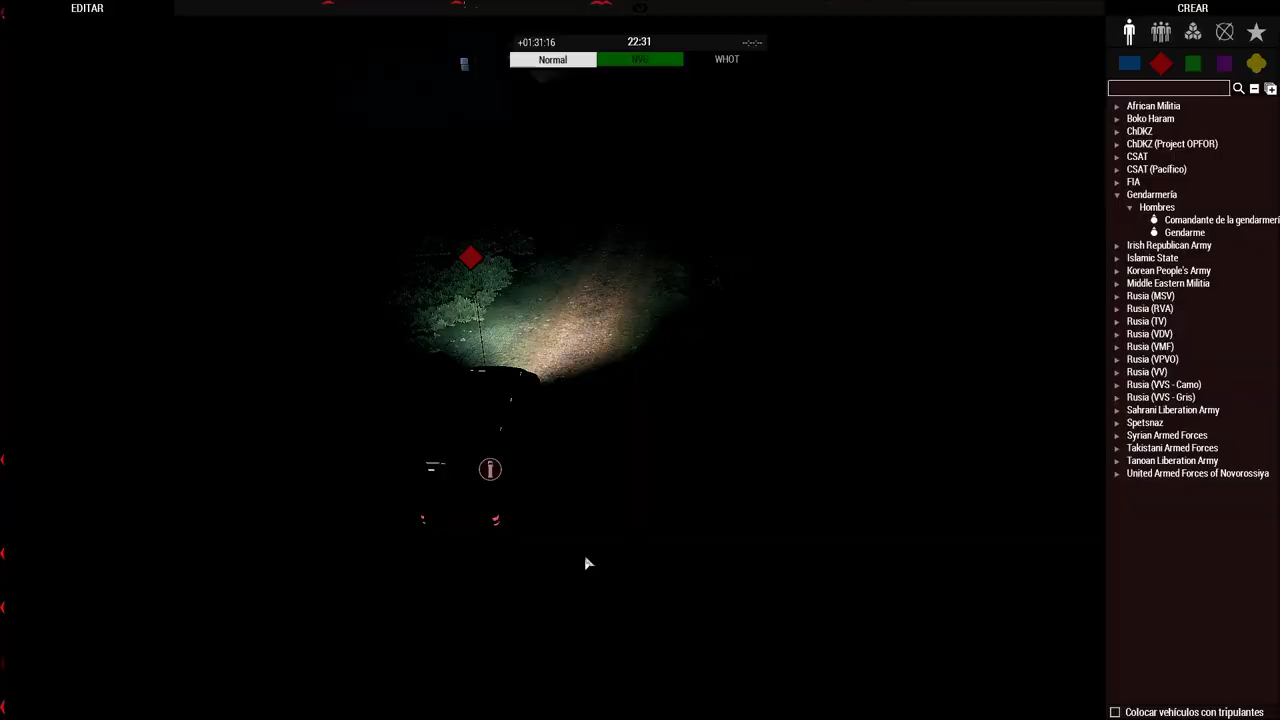 EDITAR
CREAR
+01:31:16
22:31
--:--:--
Normal
NVG
WHOT
African Militia
Boko Haram
ChDKZ
ChDKZ (Project OPFOR)
CSAT
CSAT (Pacífico)
FIA
Gendarmería
Hombres
Comandante de la gendarmerí
Gendarme
Irish Republican Army
Islamic State
Korean People's Army
Middle Eastern Militia
Rusia (MSV)
Rusia (RVA)
Rusia (TV)
Rusia (VDV)
Rusia (VMF)
Rusia (VPVO)
Rusia (VV)
Rusia (VVS - Camo)
Rusia (VVS - Gris)
Sahrani Liberation Army
Spetsnaz
Syrian Armed Forces
Takistani Armed Forces
Tanoan Liberation Army
United Armed Forces of Novorossiya
Colocar vehículos con tripulantes